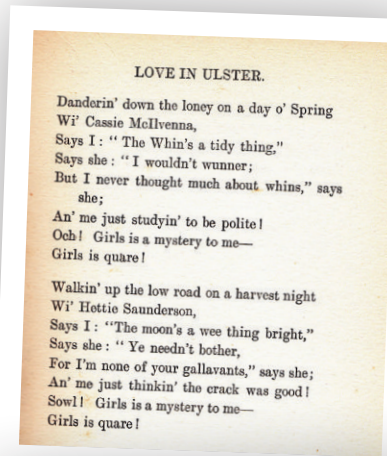 LOVE IN ULSTER.
Danderin' down the loney on a day o' Spring
Wi' Cassie McIlvenna,
Says I: "The Whin's a tidy thing,"
Says she: "I wouldn't wunner;
But I never thought much about whins," says
she;
An' me just studyin' to be polite!
Och! Girls is a mystery to me—
Girls is quare!
Walkin' up the low road on a harvest night
Wi' Hettie Saunderson,
Says I: "The moon's a wee thing bright,"
Says she: "Ye needn't bother,
For I'm none of your gallavants," says she;
An' me just thinkin' the crack was good!
Sowl! Girls is a mystery to me—
Girls is quare!